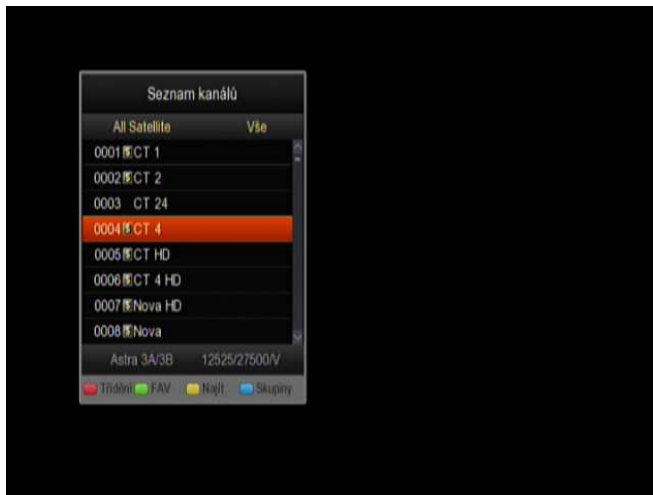 Seznam kanálů
All Satellite Vše
0001 $ CT 1
0002 $ CT 2
0003 CT 24
0004 $ CT 4
0005 $ CT HD
0006 $ CT 4 HD
0007 $ Nova HD
0008 $ Nova
Astra 3A/3B 12525/27500/V
Třídění FAV Najít Skupiny